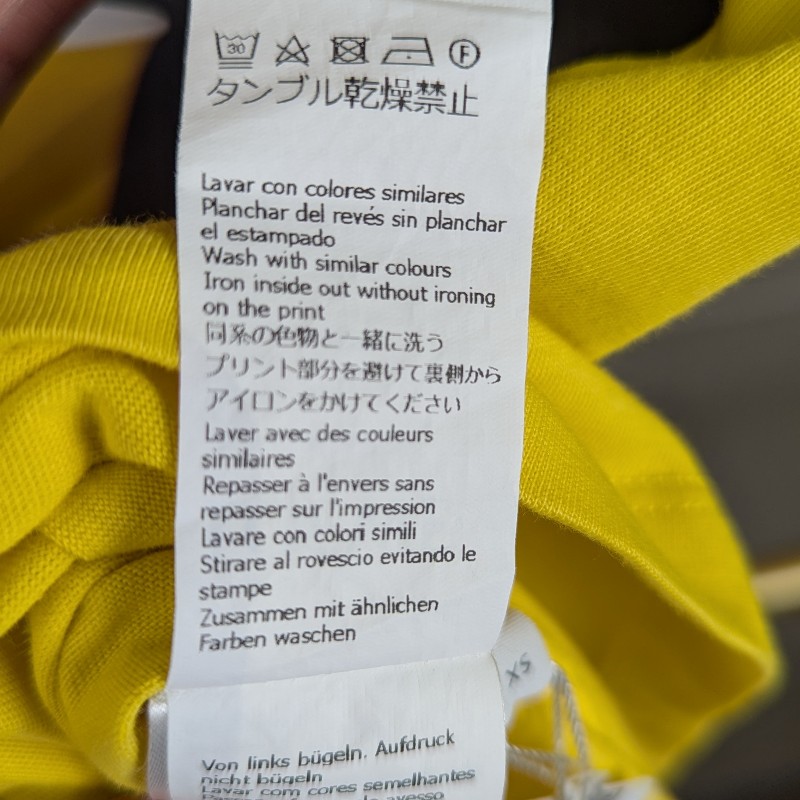 30 F
タンブル乾燥禁止
Lavar con colores similares
Planchar del revés sin planchar
el estampado
Wash with similar colours
Iron inside out without ironing
on the print
同系の色物と一緒に洗う
プリント部分を避けて裏側から
アイロンをかけてください
Laver avec des couleurs
similaires
Repasser à l'envers sans
repasser sur l'impression
Lavare con colori simili
Stirare al rovescio evitando le
stampe
Zusammen mit ähnlichen
Farben waschen
XS
Von links bügeln. Aufdruck
nicht bügeln
Lavar com cores semelhantes
avesso